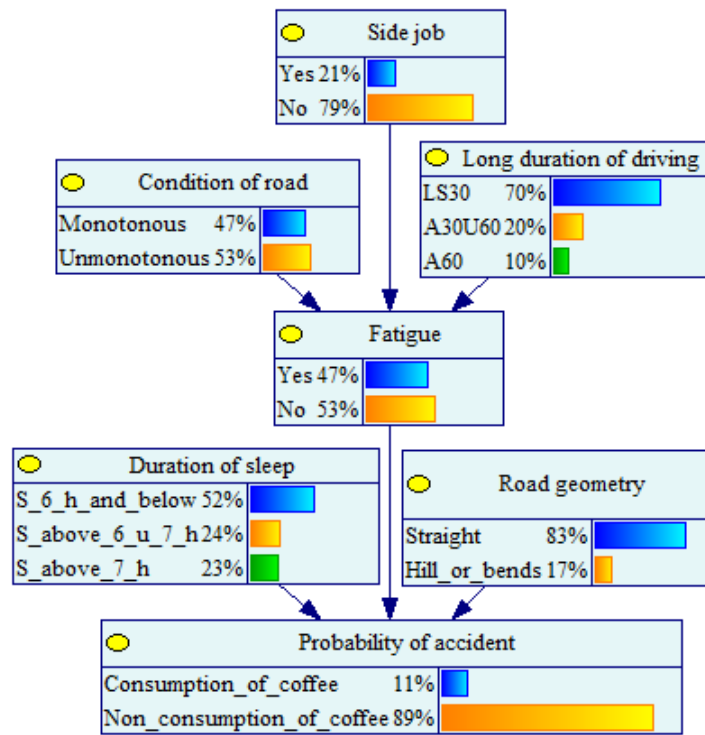 Side job
Yes 21%
No 79%
Condition of road
Monotonous 47%
Unmonotonous 53%
Long duration of driving
LS30 70%
A30U60 20%
A60 10%
Fatigue
Yes 47%
No 53%
Duration of sleep
S_6_h_and_below 52%
S_above_6_u_7_h 24%
S_above_7_h 23%
Road geometry
Straight 83%
Hill_or_bends 17%
Probability of accident
Consumption_of_coffee 11%
Non_consumption_of_coffee 89%